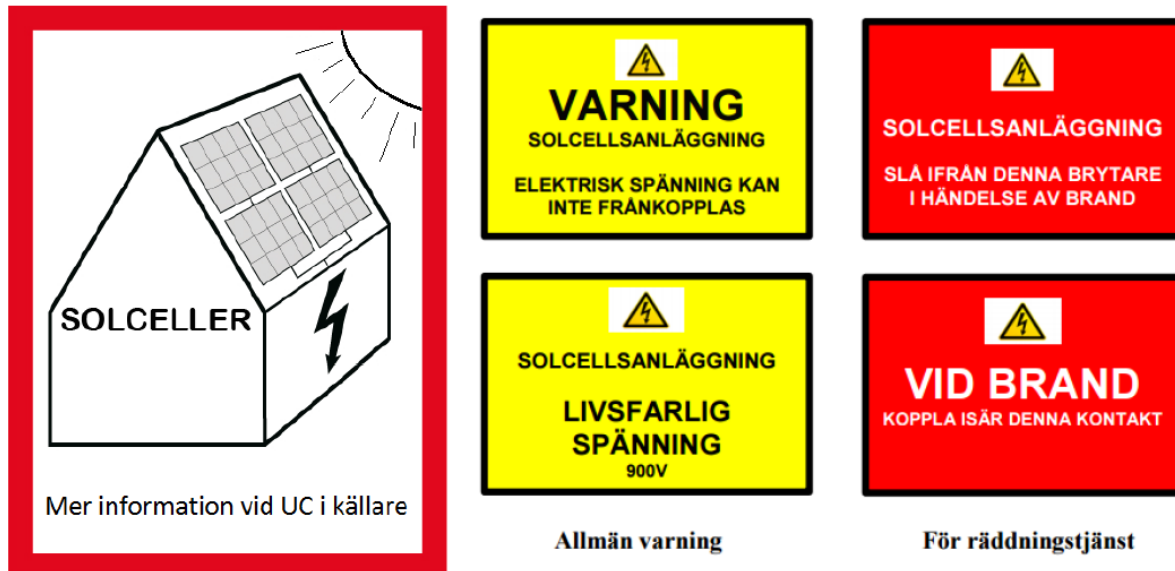 SOLCELLER
Mer information vid UC i källare
VARNING
SOLCELLSANLÄGGNING
ELEKTRISK SPÄNNING KAN
INTE FRÅNKOPPLAS
SOLCELLSANLÄGGNING
LIVSFARLIG
SPÄNNING
900V
Allmän varning
SOLCELLSANLÄGGNING
SLÅ IFRÅN DENNA BRYTARE
I HÄNDELSE AV BRAND
VID BRAND
KOPPLA ISÄR DENNA KONTAKT
För räddningstjänst